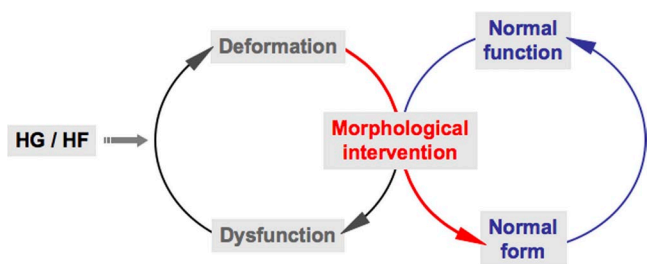 Deformation
Normal
function
HG / HF
Morphological
intervention
Dysfunction
Normal
form